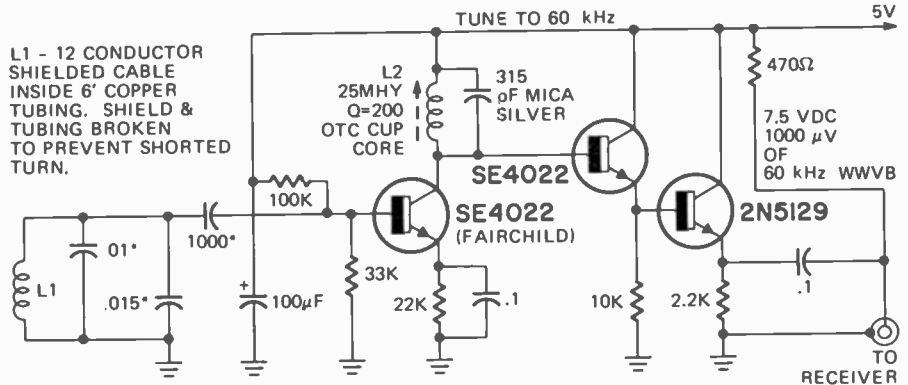 TUNE TO 60 kHz
5V
L1 - 12 CONDUCTOR
SHIELDED CABLE
INSIDE 6' COPPER
TUBING. SHIELD &
TUBING BROKEN
TO PREVENT SHORTED
TURN.
L2
25MHY
Q=200
OTC CUP
CORE
315
pF MICA
SILVER
470Ω
7.5 VDC
1000 µV
OF
60 kHz WWVB
SE4022
100K
SE4022
(FAIRCHILD)
2N5129
1000*
01*
.015*
L1
+
100µF
33K
22K
.1
10K
2.2K
.1
TO
RECEIVER